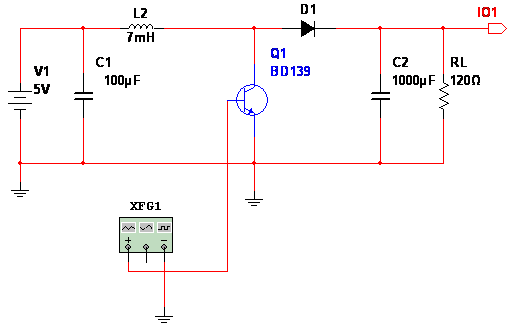 L2
7mH
D1
IO1
C1
100µF
Q1
BD139
C2
1000µF
RL
120Ω
V1
5V
XFG1
+
−